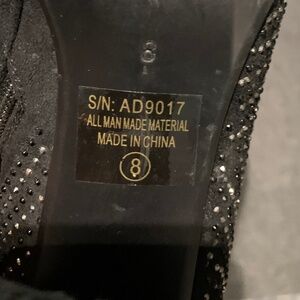 8
S/N: AD9017
ALL MAN MADE MATERIAL
MADE IN CHINA
8